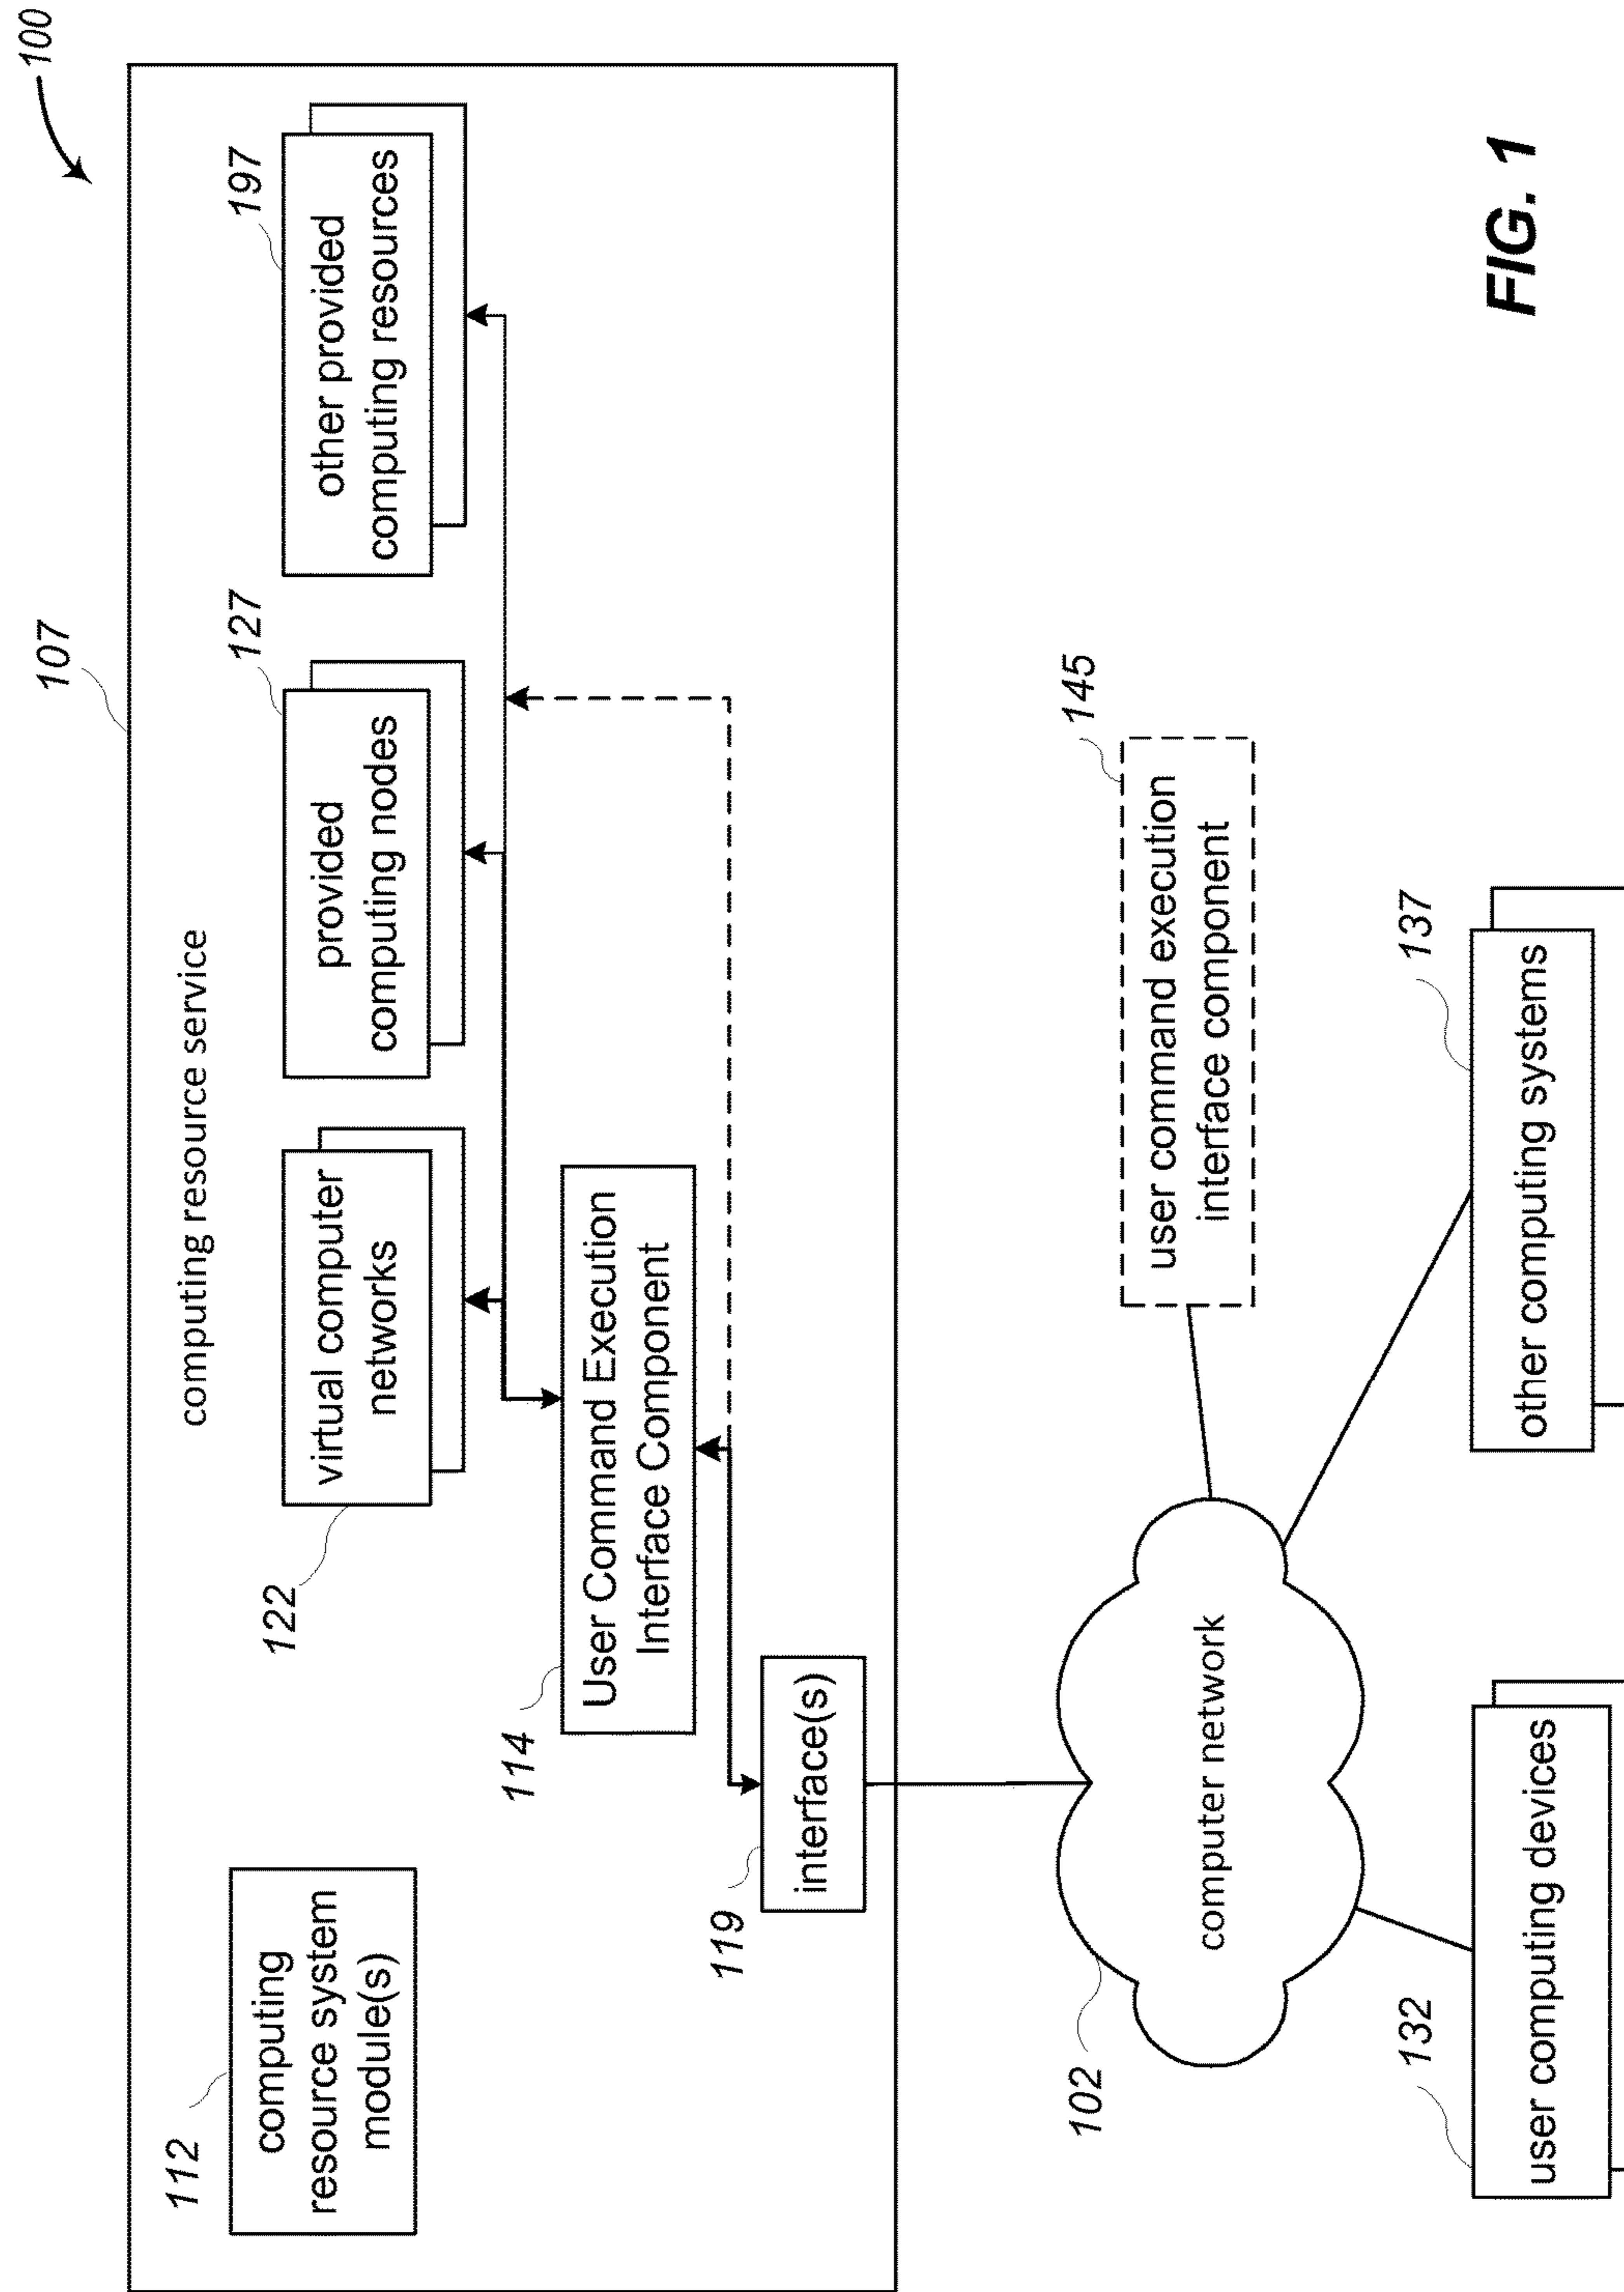 100
107
computing resource service
112
computing
resource system
module(s)
122
virtual computer
networks
127
provided
computing nodes
197
other provided
computing resources
114
User Command Execution
Interface Component
119
interface(s)
102
computer network
145
user command execution
interface component
132
user computing devices
137
other computing systems
FIG. 1